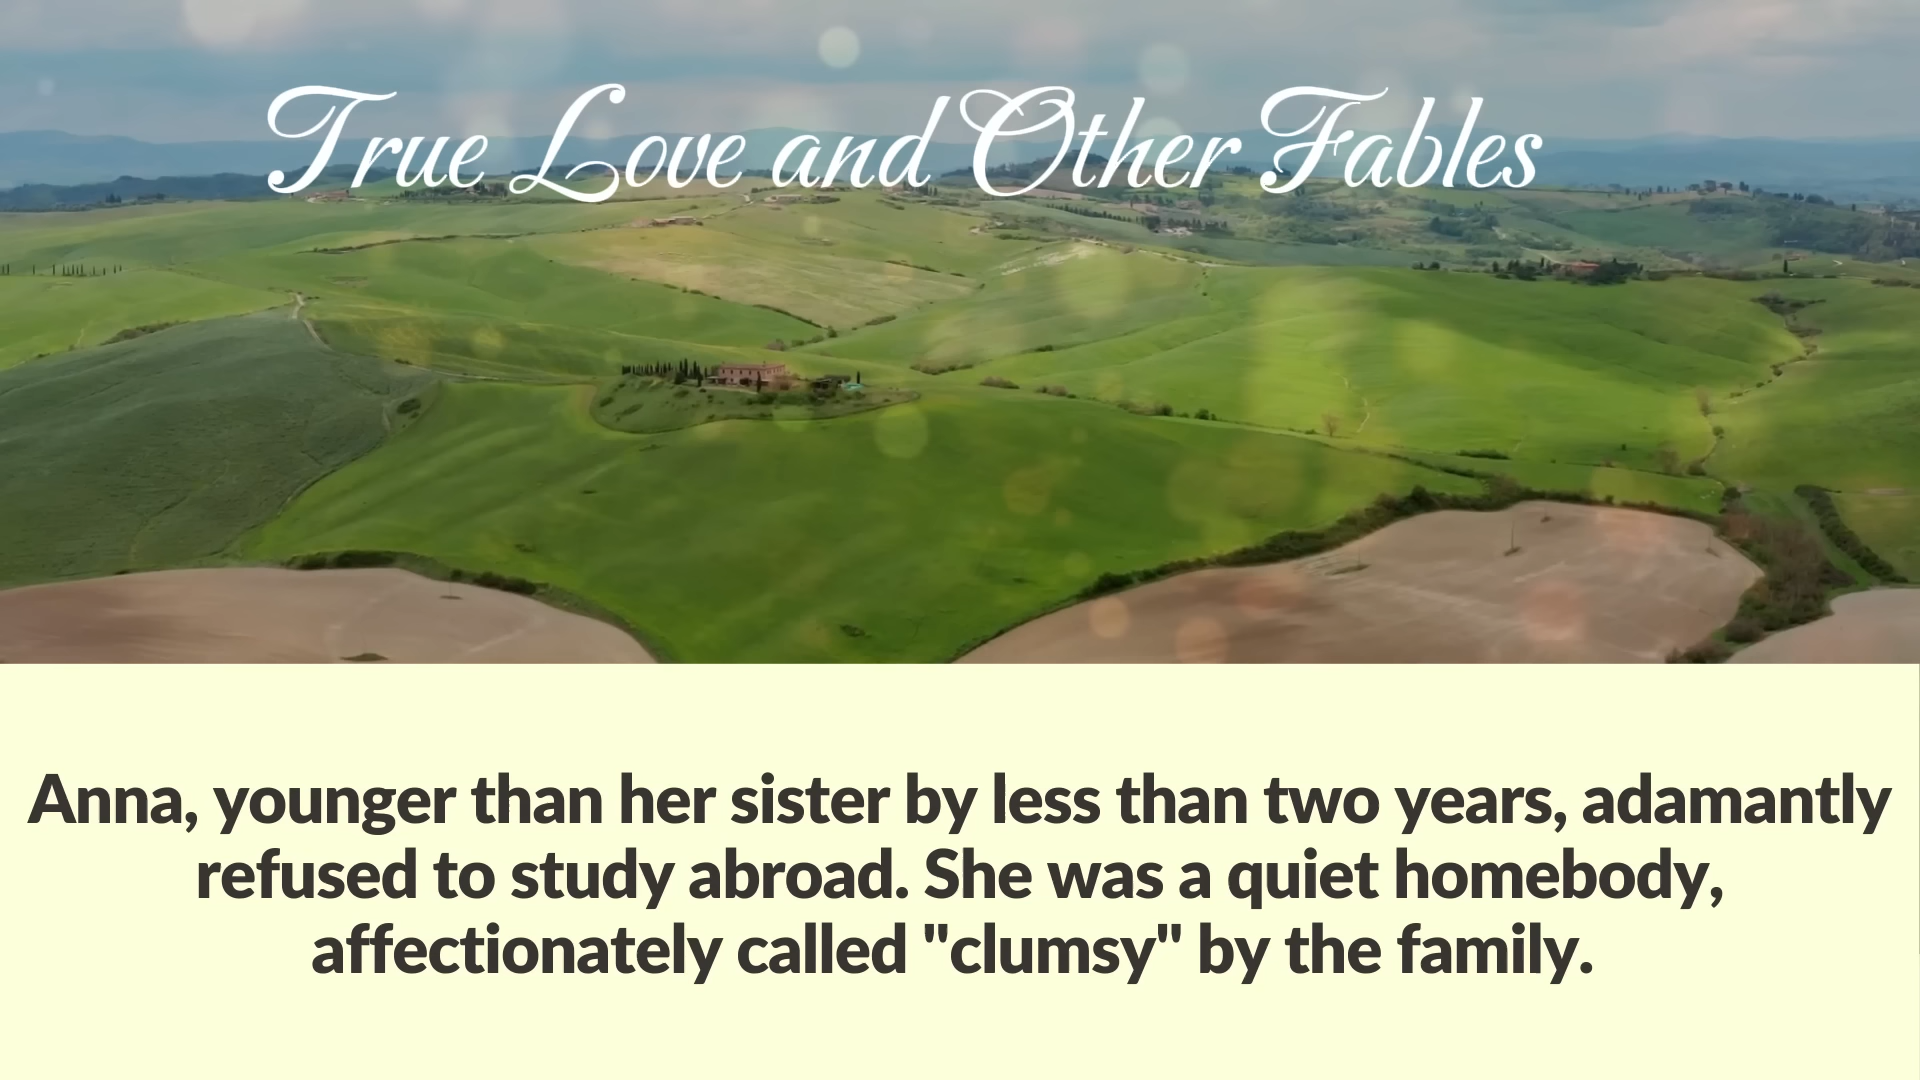 True Love and Other Fables
Anna, younger than her sister by less than two years, adamantly
refused to study abroad. She was a quiet homebody,
affectionately called "clumsy" by the family.